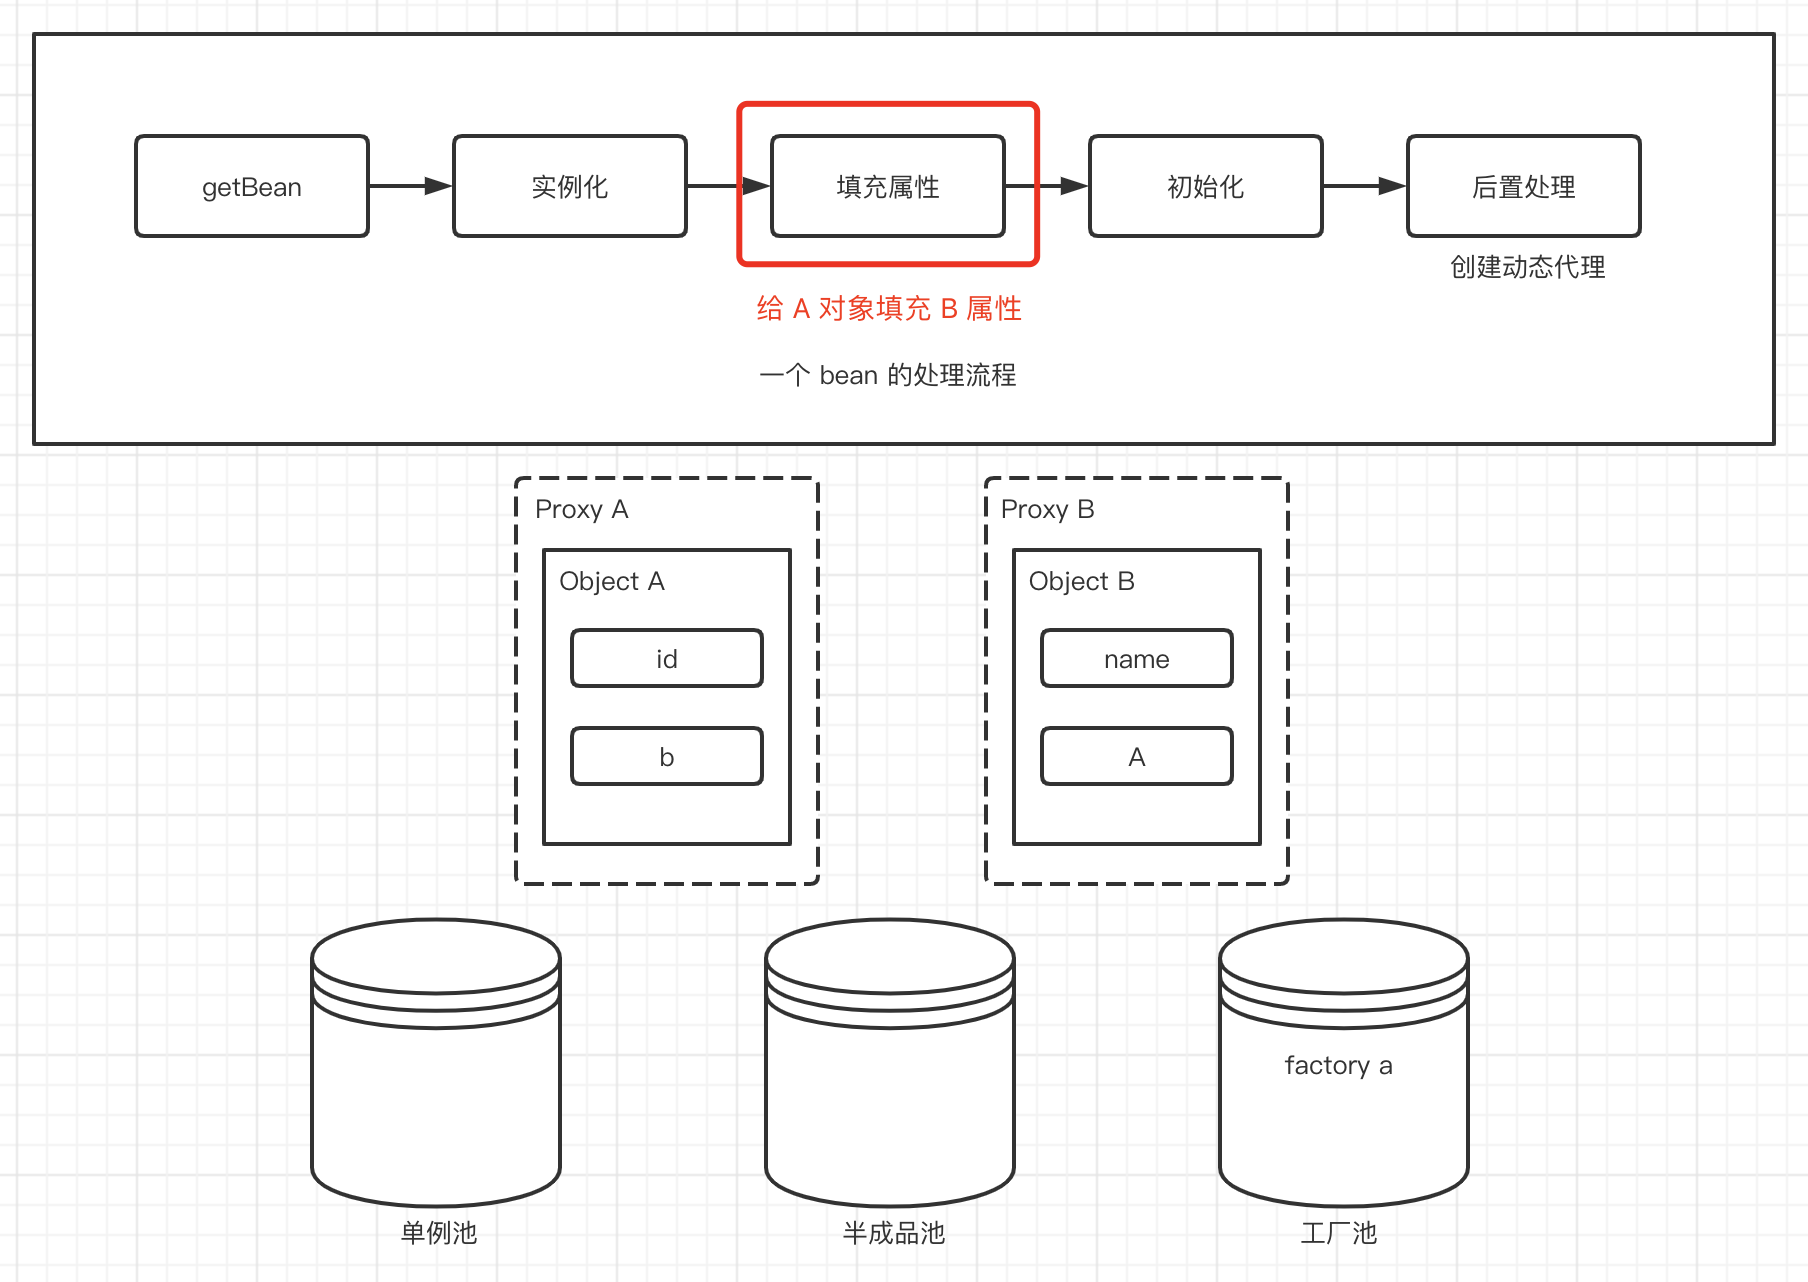 getBean
实例化
填充属性
初始化
后置处理
创建动态代理
给 A 对象填充 B 属性
一个 bean 的处理流程
Proxy A
Object A
id
b
Proxy B
Object B
name
A
factory a
单例池
半成品池
工厂池